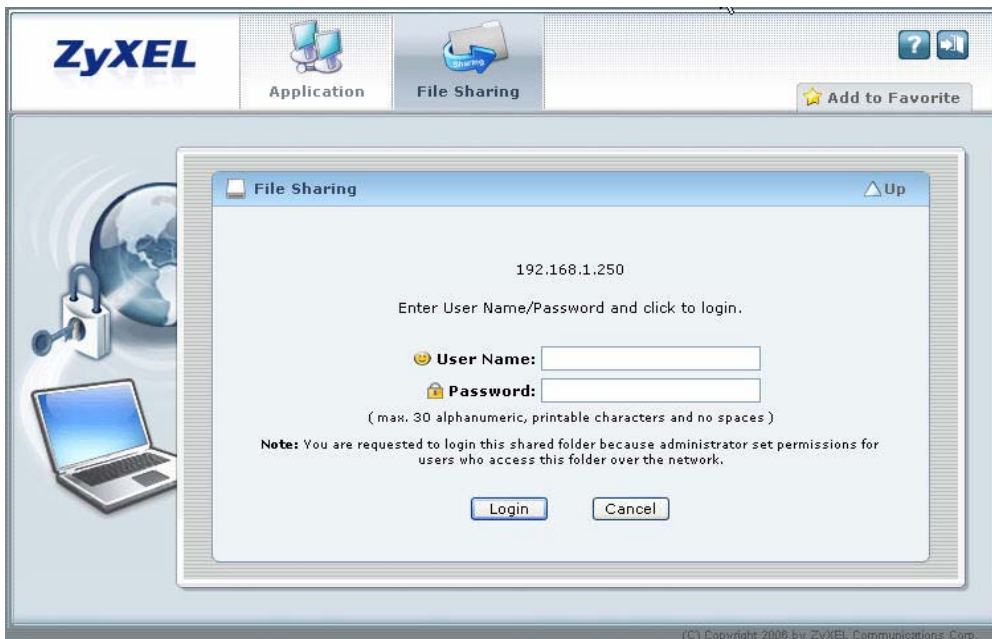 ZyXEL
Application
File Sharing
Sharing
?
Add to Favorite
File Sharing
Up
192.168.1.250
Enter User Name/Password and click to login.
User Name:
Password:
( max. 30 alphanumeric, printable characters and no spaces )
Note: You are requested to login this shared folder because administrator set permissions for
users who access this folder over the network.
Login
Cancel
(C) Copyright 2006 by ZyXEL Communications Corp.